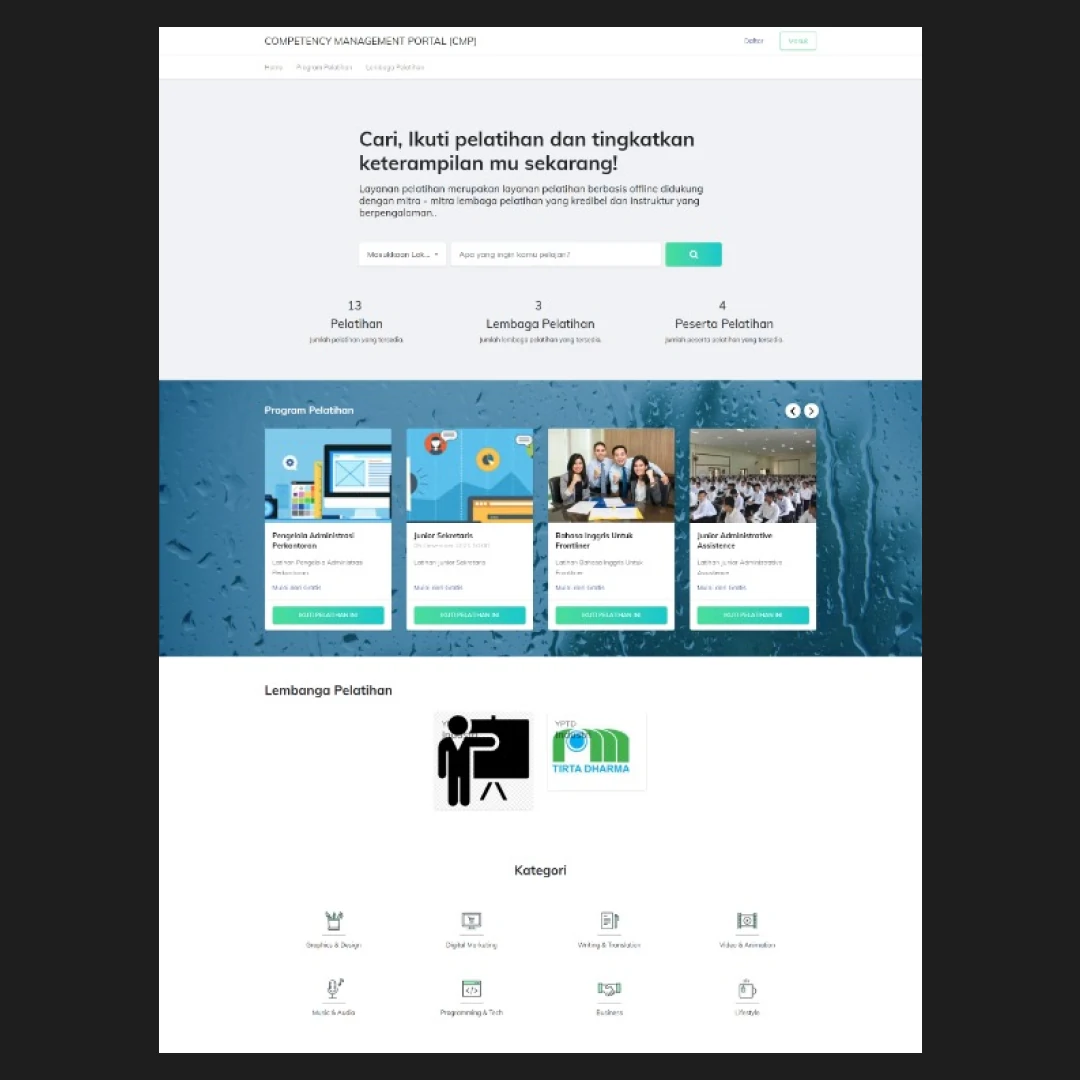 COMPETENCY MANAGEMENT PORTAL (CMP)
Daftar
Masuk
Home Program Pelatihan Lembaga Pelatihan
Cari, Ikuti pelatihan dan tingkatkan
keterampilan mu sekarang!
Layanan pelatihan merupakan layanan pelatihan berbasis offline didukung
dengan mitra - mitra lembaga pelatihan yang kredibel dan instruktur yang
berpengalaman..
Masukkaan Lok...
Apa yang ingin kamu pelajari?
13
Pelatihan
Jumlah pelatihan yang tersedia.
3
Lembaga Pelatihan
Jumlah lembaga pelatihan yang tersedia.
4
Peserta Pelatihan
Jumlah peserta pelatihan yang tersedia.
Program Pelatihan
Pengelola Administrasi
Perkantoran
Latihan Pengelola Administrasi
Perkantoran
Mulai dari Gratis
IKUTI PELATIHAN INI
Junior Sekretaris
Latihan Junior Sekretaris
Mulai dari Gratis
IKUTI PELATIHAN INI
Bahasa Inggris Untuk
Frontliner
Latihan Bahasa Inggris Untuk
Frontliner
Mulai dari Gratis
IKUTI PELATIHAN INI
Junior Administrative
Assistence
Latihan Junior Administrative
Assistence
Mulai dari Gratis
IKUTI PELATIHAN INI
Lembanga Pelatihan
YPTD
TIRTA DHARMA
Kategori
Graphics & Design
Digital Marketing
Writing & Translation
Video & Animation
Music & Audio
Programming & Tech
Business
Lifestyle